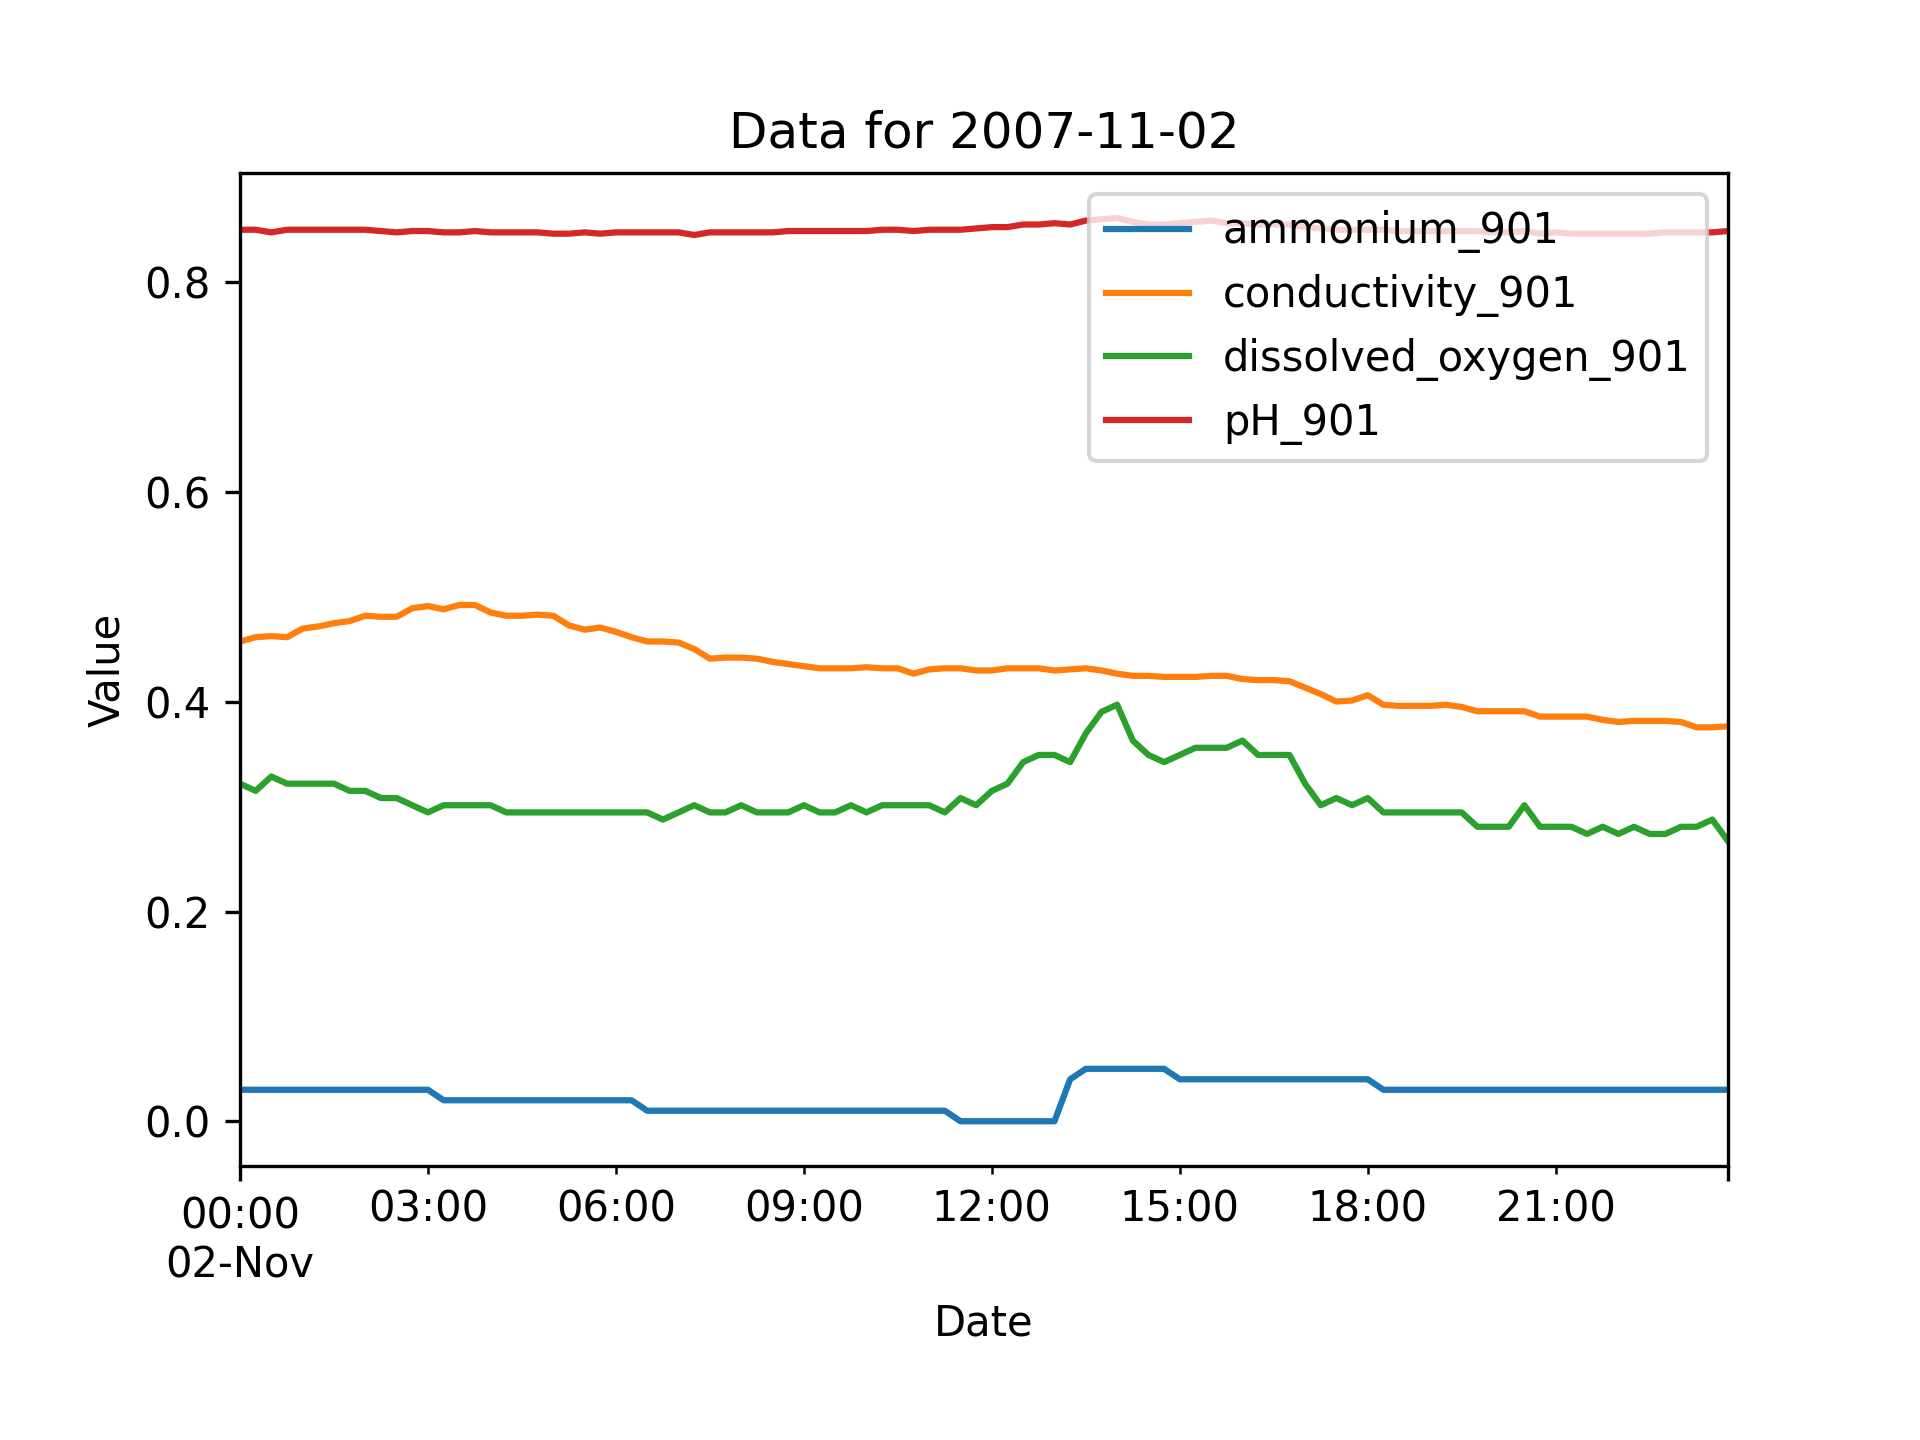 Data for 2007-11-02
ammonium_901
conductivity_901
dissolved_oxygen_901
pH_901
Value
0.8
0.6
0.4
0.2
0.0
00:00 03:00 06:00 09:00 12:00 15:00 18:00 21:00
02-Nov
Date